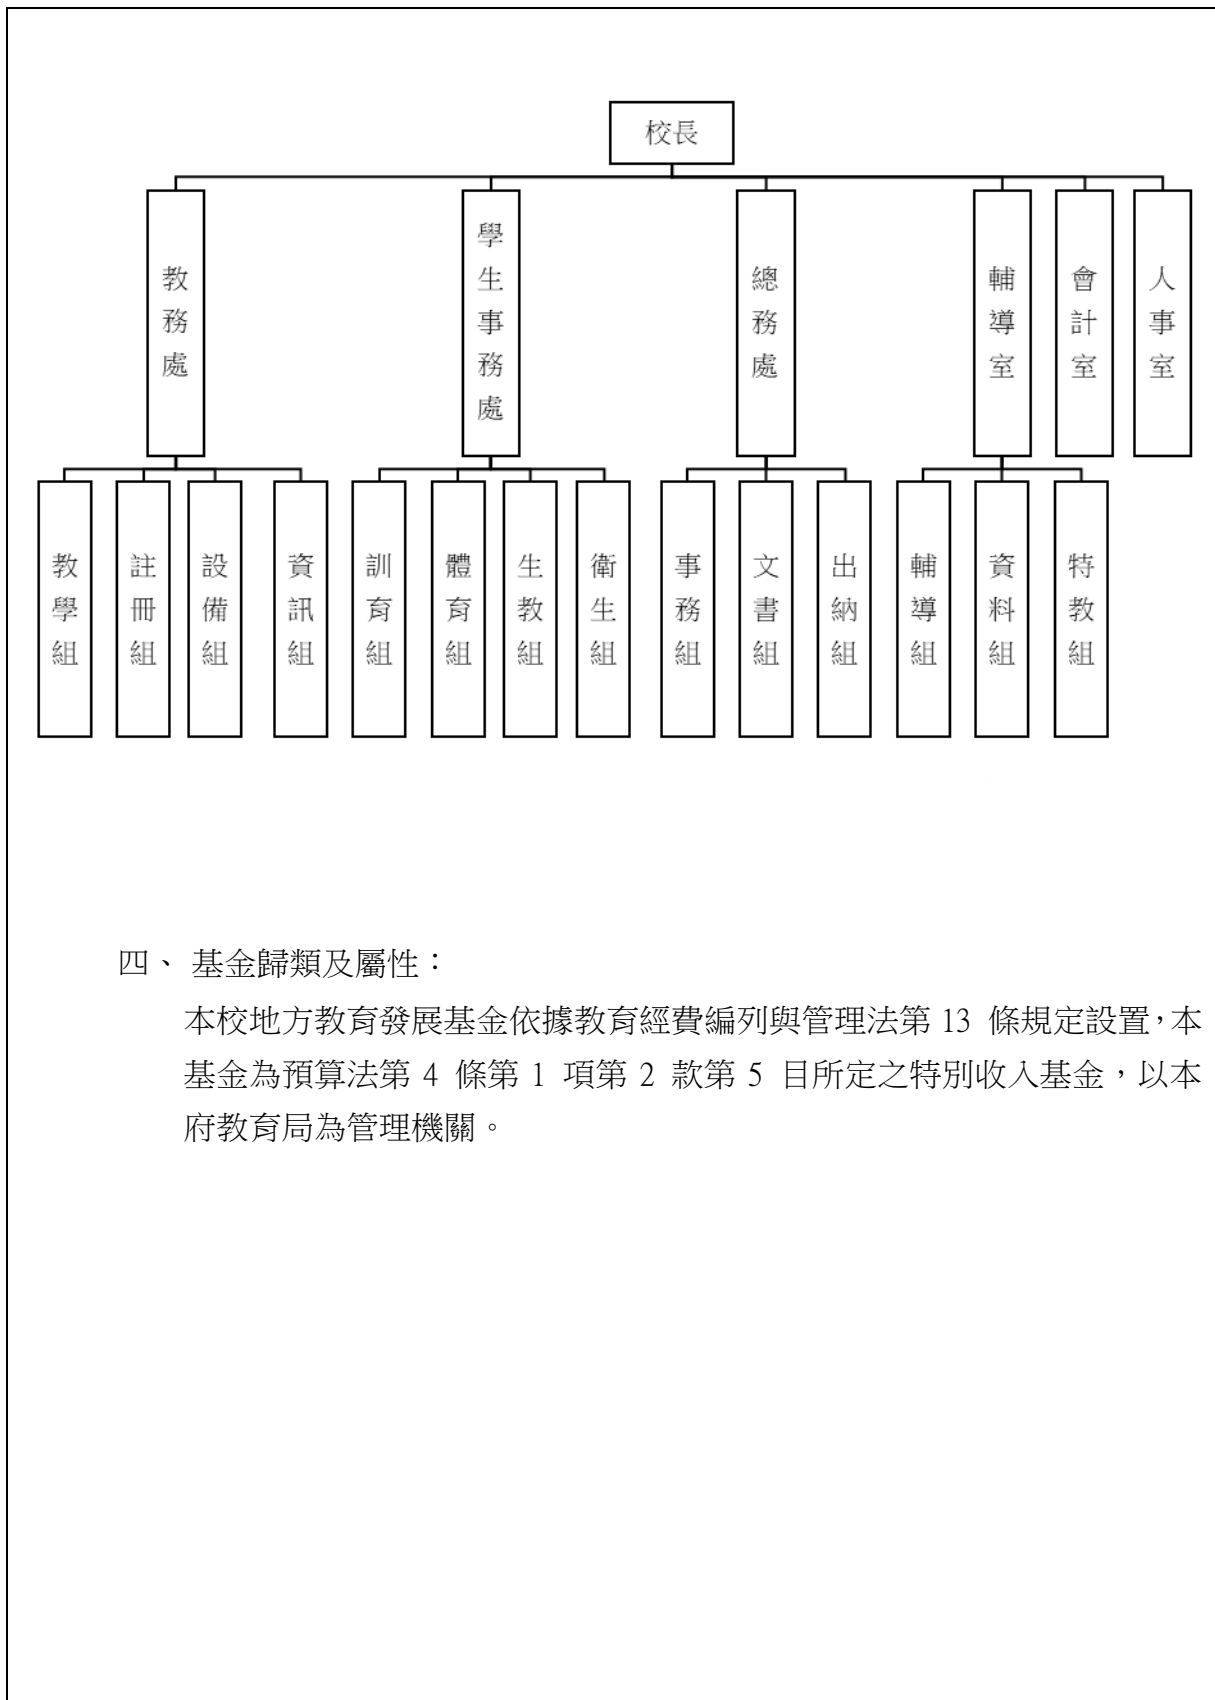 校長
教務處
學生事務處
總務處
輔導室
會計室
人事室
教學組
註冊組
設備組
資訊組
訓育組
體育組
生教組
衛生組
事務組
文書組
出納組
輔導組
資料組
特教組
四、 基金歸類及屬性：
本校地方教育發展基金依據教育經費編列與管理法第 13 條規定設置，本
基金為預算法第 4 條第 1 項第 2 款第 5 目所定之特別收入基金，以本
府教育局為管理機關。